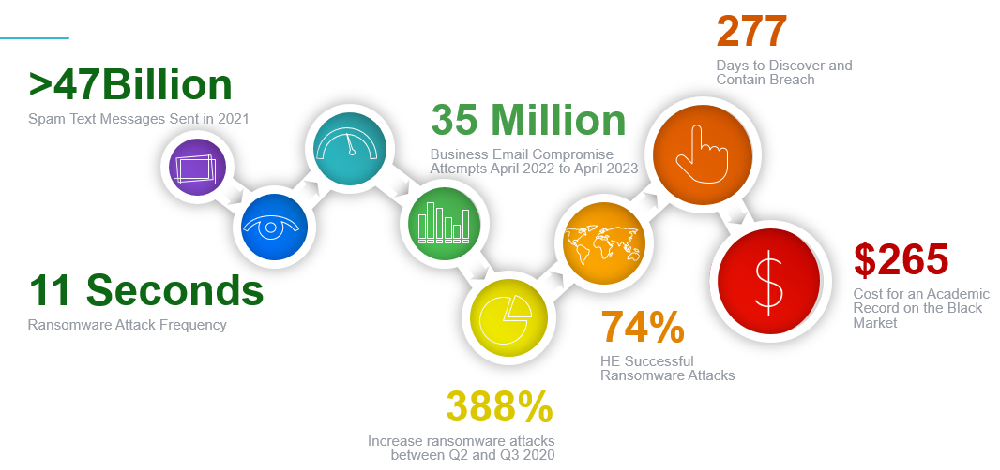 >47Billion
Spam Text Messages Sent in 2021
11 Seconds
Ransomware Attack Frequency
35 Million
Business Email Compromise
Attempts April 2022 to April 2023
388%
Increase ransomware attacks
between Q2 and Q3 2020
74%
HE Successful
Ransomware Attacks
277
Days to Discover and
Contain Breach
$
$265
Cost for an Academic
Record on the Black
Market